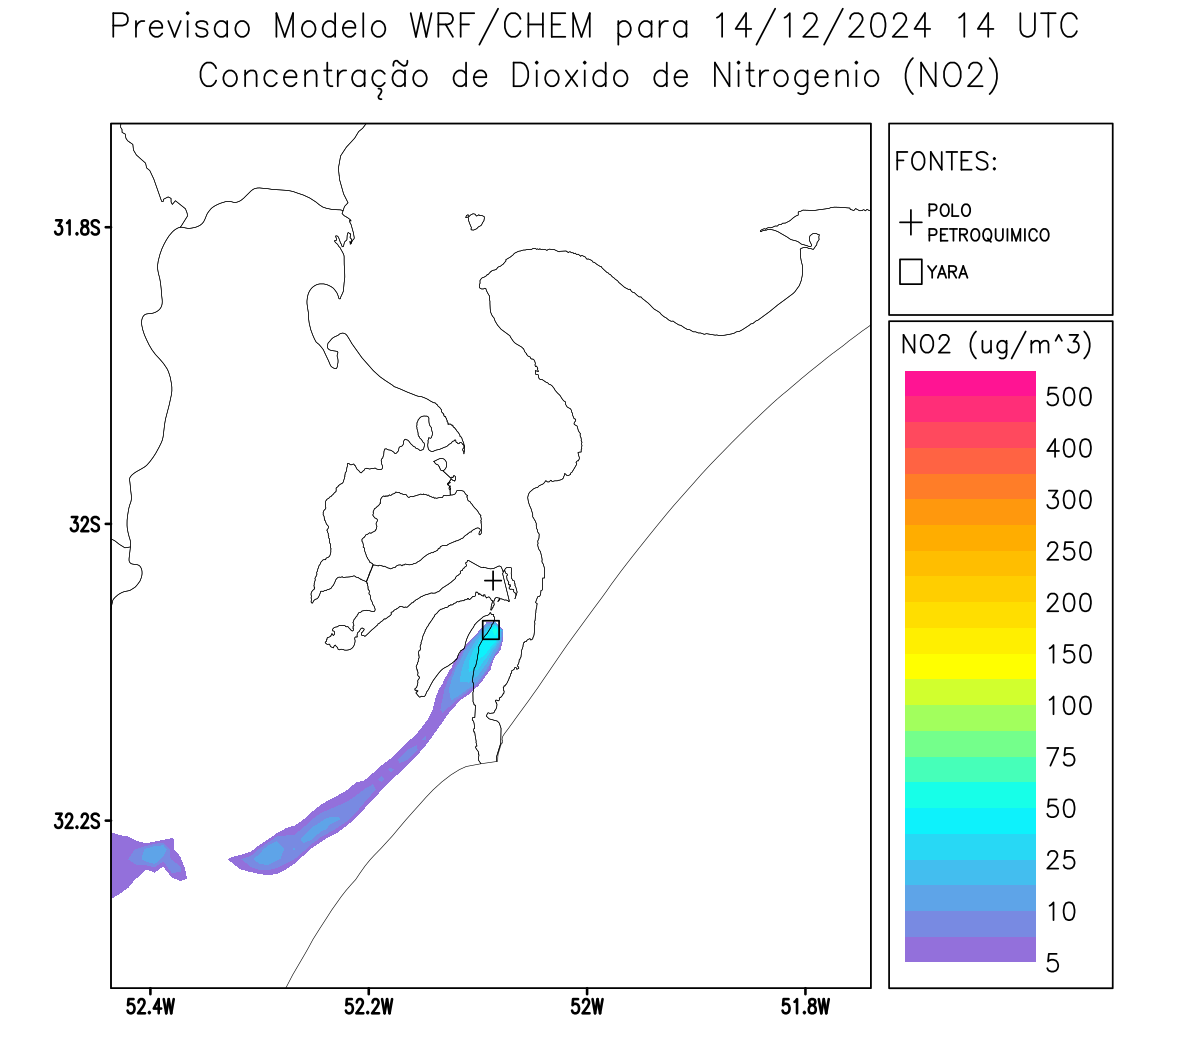 Previsao Modelo WRF/CHEM para 14/12/2024 14 UTC
Concentração de Dioxido de Nitrogenio (NO2)
FONTES:
POLO
PETROQUIMICO
YARA
NO2 (ug/m^3)
500
400
300
250
200
150
100
75
50
25
10
5
31.8S
32S
32.2S
52.4W
52.2W
52W
51.8W